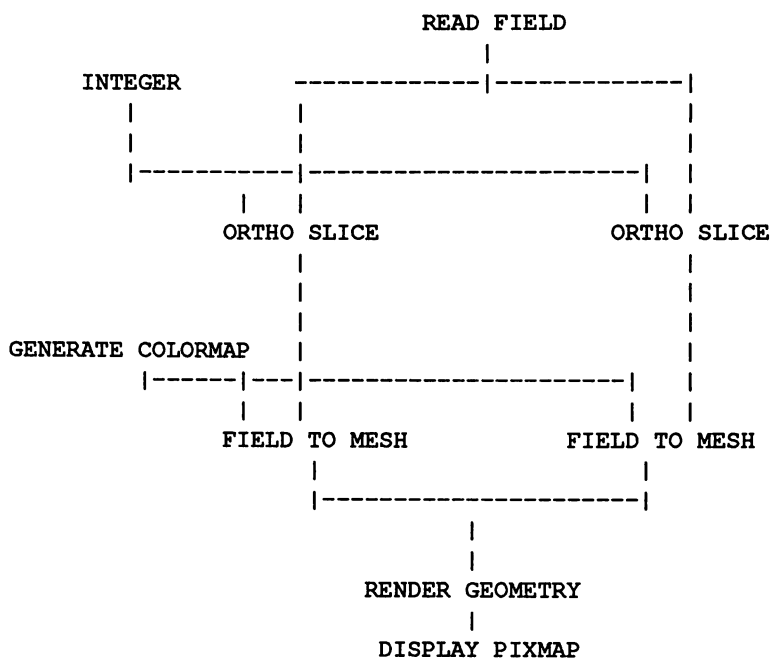 READ FIELD
INTEGER
ORTHO SLICE ORTHO SLICE
GENERATE COLORMAP
FIELD TO MESH FIELD TO MESH
RENDER GEOMETRY
DISPLAY PIXMAP